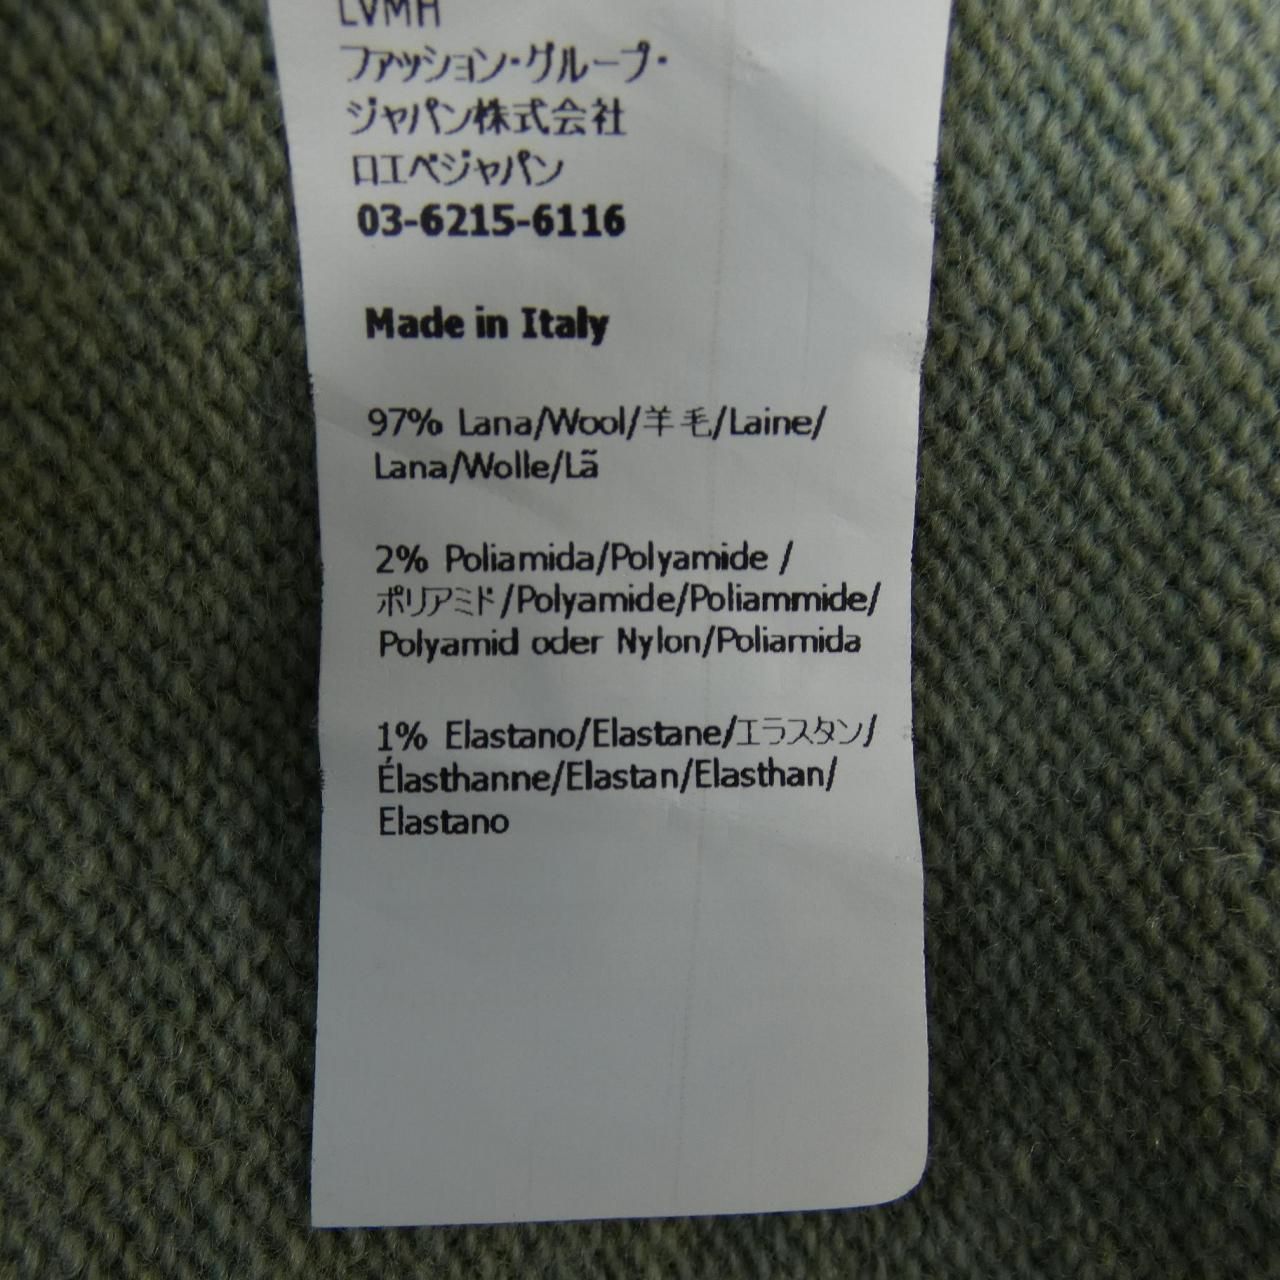 LVMH
ファッション・グループ・
ジャパン株式会社
ロエベジャパン
03-6215-6116
Made in Italy
97% Lana/Wool/羊毛/Laine/
Lana/Wolle/Lã
2% Poliamida/Polyamide /
ポリアミド/Polyamide/Poliammide/
Polyamid oder Nylon/Poliamida
1% Elastano/Elastane/エラスタン/
Élasthanne/Elastan/Elasthan/
Elastano